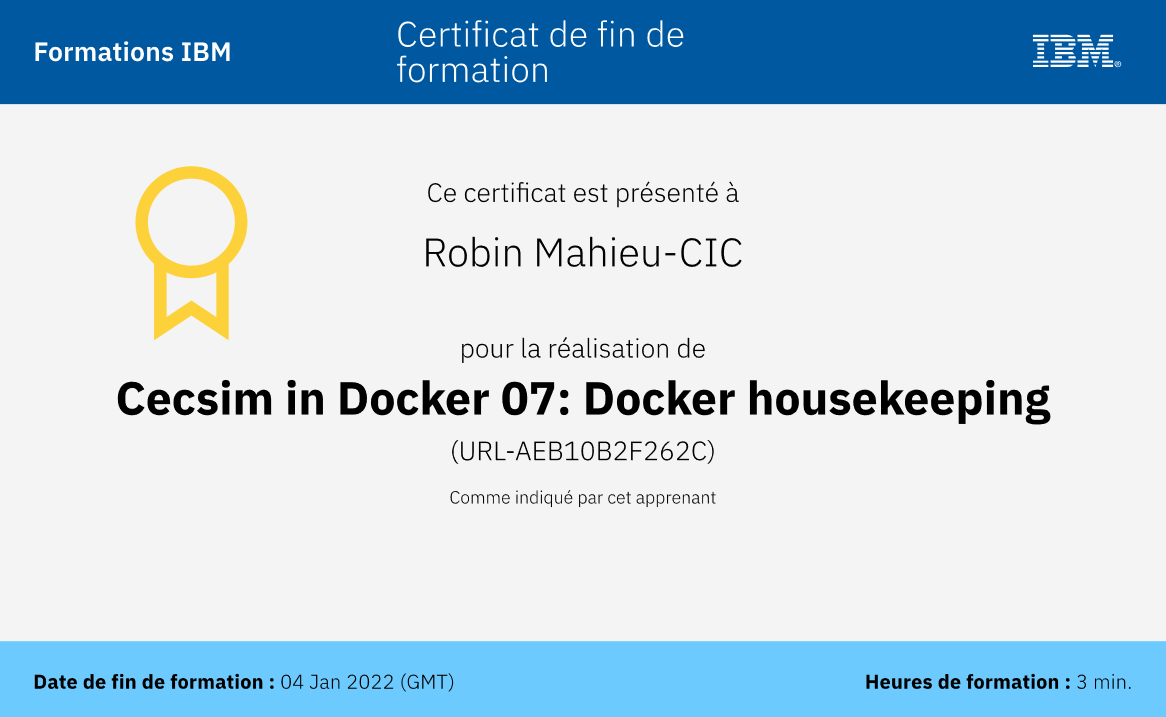 Formations IBM
Certificat de fin de
formation
IBM®
Ce certificat est présenté à
Robin Mahieu-CIC
pour la réalisation de
Cecsim in Docker 07: Docker housekeeping
(URL-AEB10B2F262C)
Comme indiqué par cet apprenant
Date de fin de formation : 04 Jan 2022 (GMT)
Heures de formation : 3 min.